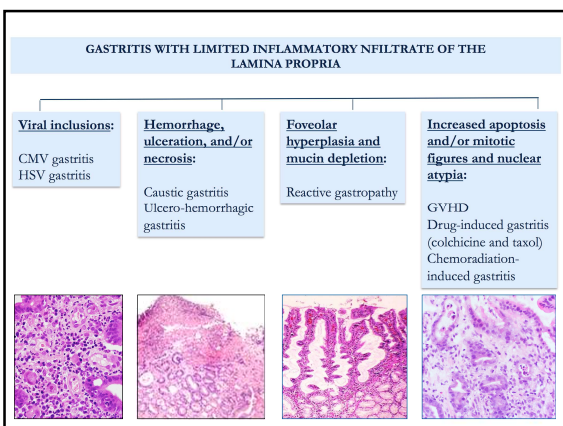 GASTRITIS WITH LIMITED INFLAMMATORY NFILTRATE OF THE
LAMINA PROPRIA
Viral inclusions:
CMV gastritis
HSV gastritis
Hemorrhage,
ulceration, and/or
necrosis:
Caustic gastritis
Ulcero-hemorrhagic
gastritis
Foveolar
hyperplasia and
mucin depletion:
Reactive gastropathy
Increased apoptosis
and/or mitotic
figures and nuclear
atypia:
GVHD
Drug-induced gastritis
(colchicine and taxol)
Chemoradiation-
induced gastritis